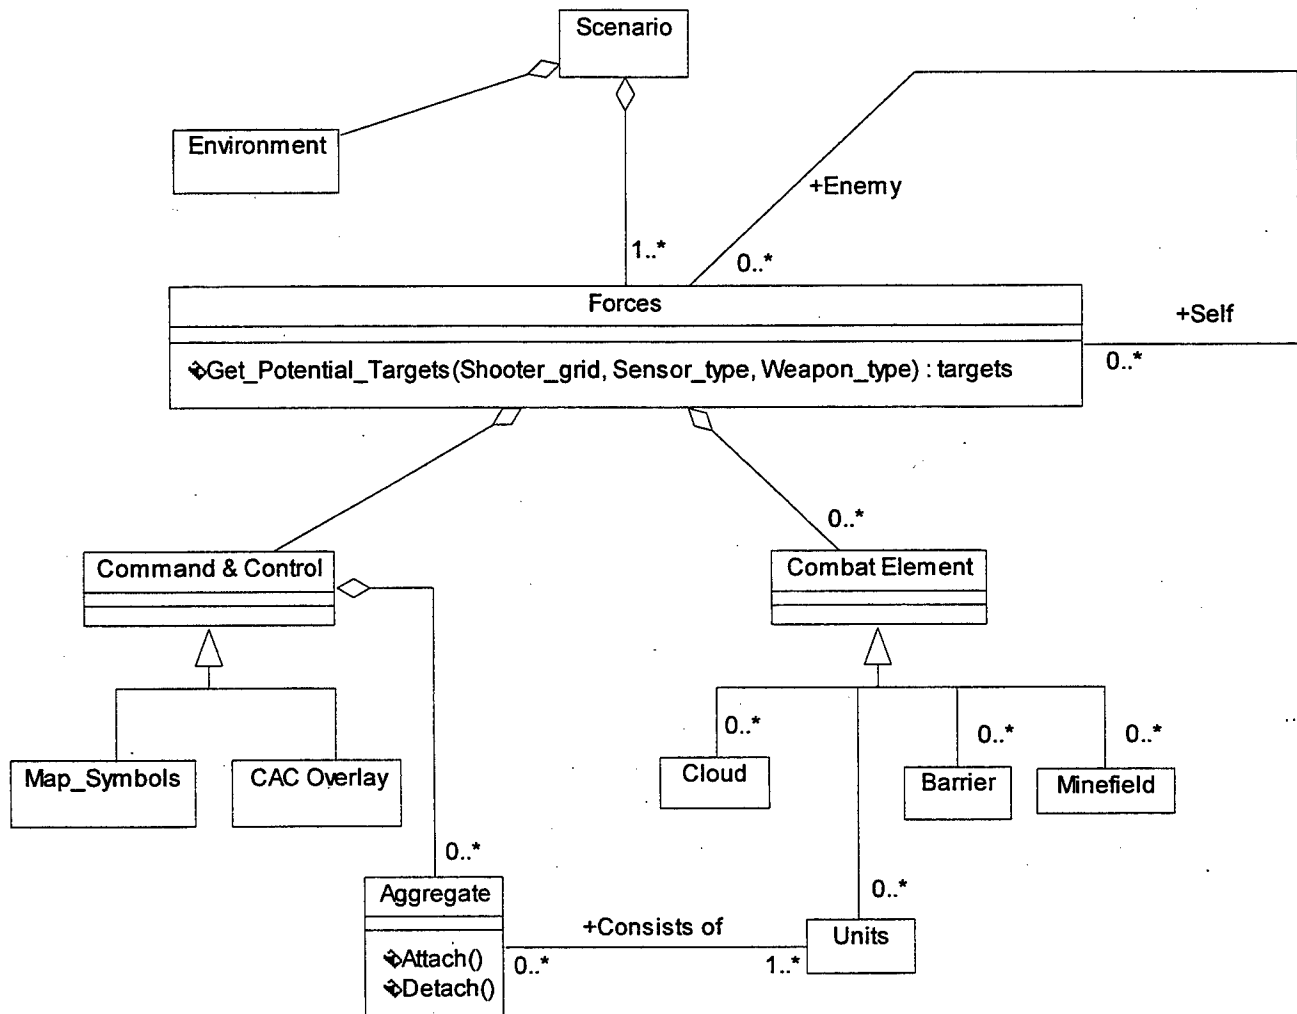 Scenario
Environment
+Enemy
1..*
0..*
Forces
+Self
Get_Potential_Targets(Shooter_grid, Sensor_type, Weapon_type) : targets
0..*
0..*
Command & Control
Combat Element
0..*
0..*
0..*
Map_Symbols
CAC Overlay
Cloud
Barrier
Minefield
0..*
0..*
Aggregate
+Consists of
Units
Attach()
0..*
1..*
Detach()